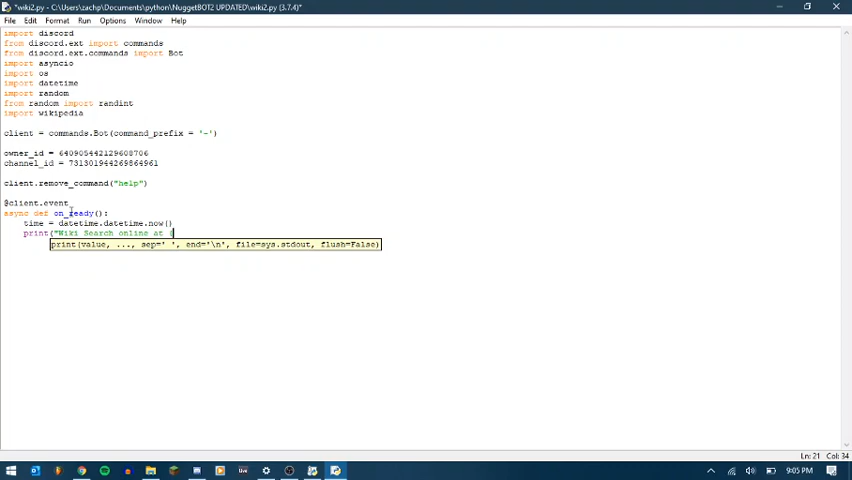 *wiki2.py - C:\Users\zachp\Documents\python\NuggetBOT2 UPDATED\wiki2.py (3.7.4)*
File Edit Format Run Options Window Help
import discord
from discord.ext import commands
from discord.ext.commands import Bot
import asyncio
import os
import datetime
import random
from random import randint
import wikipedia
client = commands.Bot(command_prefix = '-')
owner_id = 640905442129608706
channel_id = 731301944269864961
client.remove_command("help")
@client.event
async def on_ready():
time = datetime.datetime.now()
print("Wiki Search online at {
print(value, ..., sep=' ', end='\n', file=sys.stdout, flush=False)
Ln: 21 Col: 34
9:05 PM